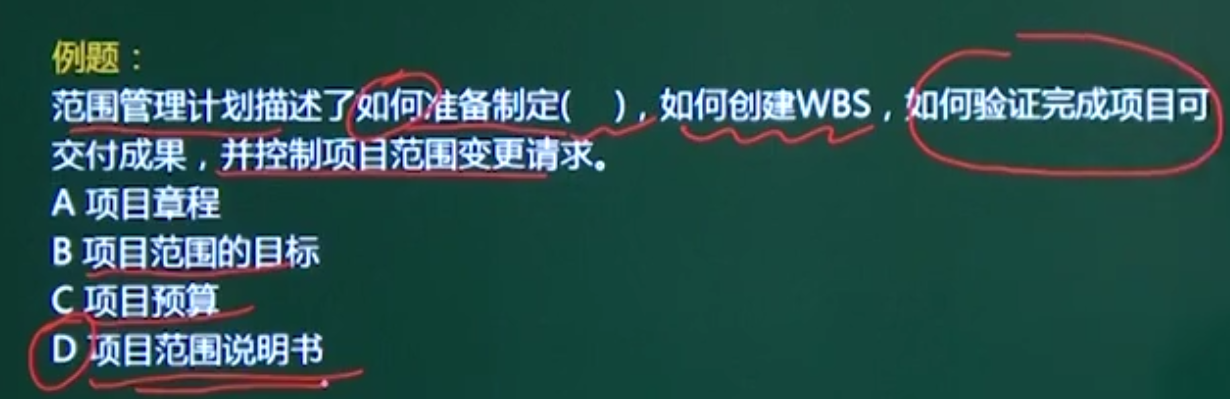 例题：
范围管理计划描述了如何准备制定(    )，如何创建WBS，如何验证完成项目可
交付成果，并控制项目范围变更请求。
A 项目章程
B 项目范围的目标
C 项目预算
D 项目范围说明书